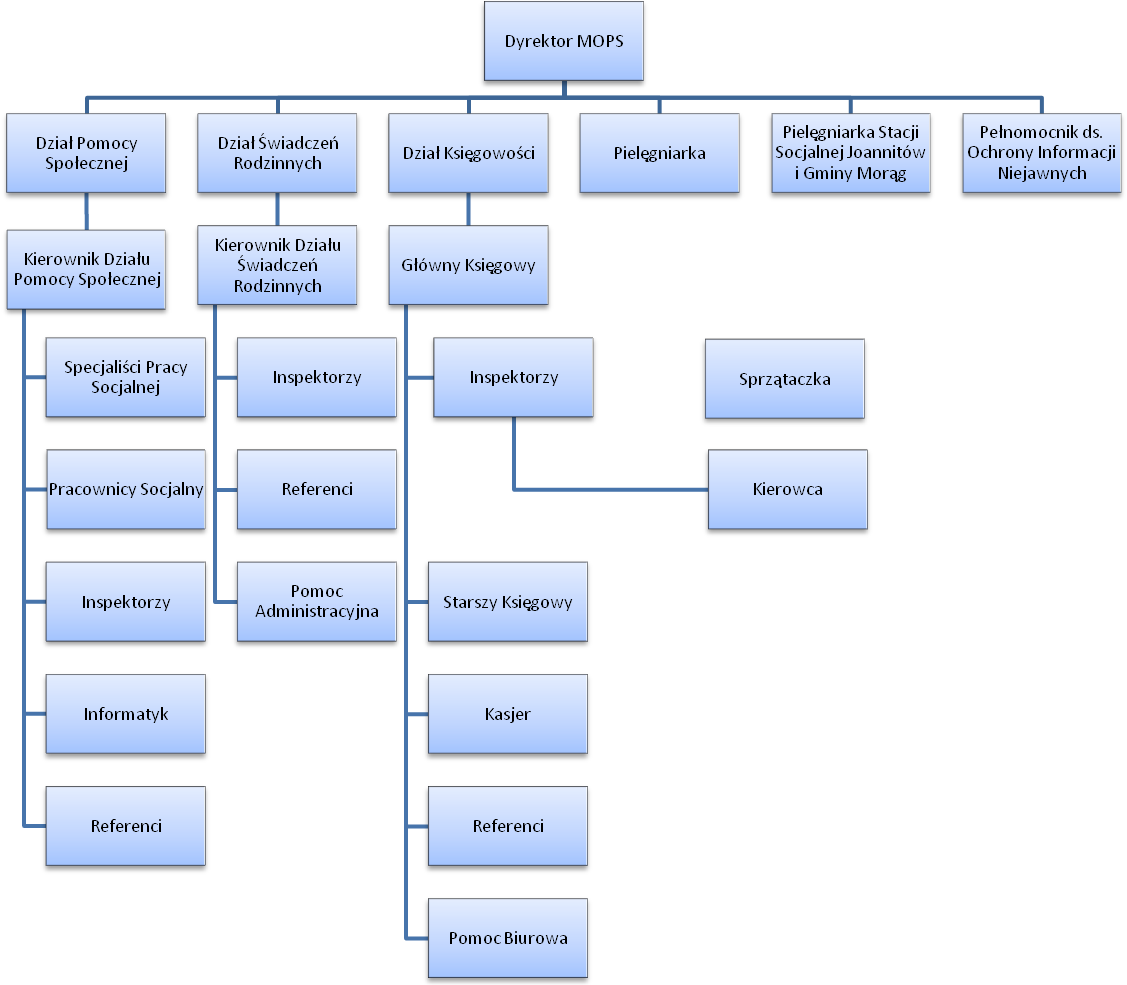 Dyrektor MOPS
Dział Pomocy
Społecznej
Dział Świadczeń
Rodzinnych
Dział Księgowości
Pielęgniarka
Pielęgniarka Stacji
Socjalnej Joannitów
i Gminy Morąg
Pełnomocnik ds.
Ochrony Informacji
Niejawnych
Kierownik Działu
Pomocy Społecznej
Kierownik Działu
Świadczeń
Rodzinnych
Główny Księgowy
Specjaliści Pracy
Socjalnej
Inspektorzy
Inspektorzy
Sprzątaczka
Pracownicy Socjalny
Referenci
Kierowca
Inspektorzy
Pomoc
Administracyjna
Starszy Księgowy
Informatyk
Kasjer
Referenci
Referenci
Pomoc Biurowa